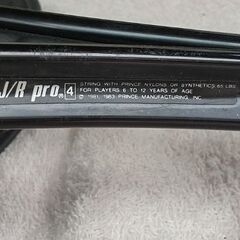 J/R pro® 4
STRING WITH PRINCE NYLONS OR SYNTHETICS 65 LBS.
FOR PLAYERS 6 TO 12 YEARS OF AGE
© 1981, 1983 PRINCE MANUFACTURING, INC.